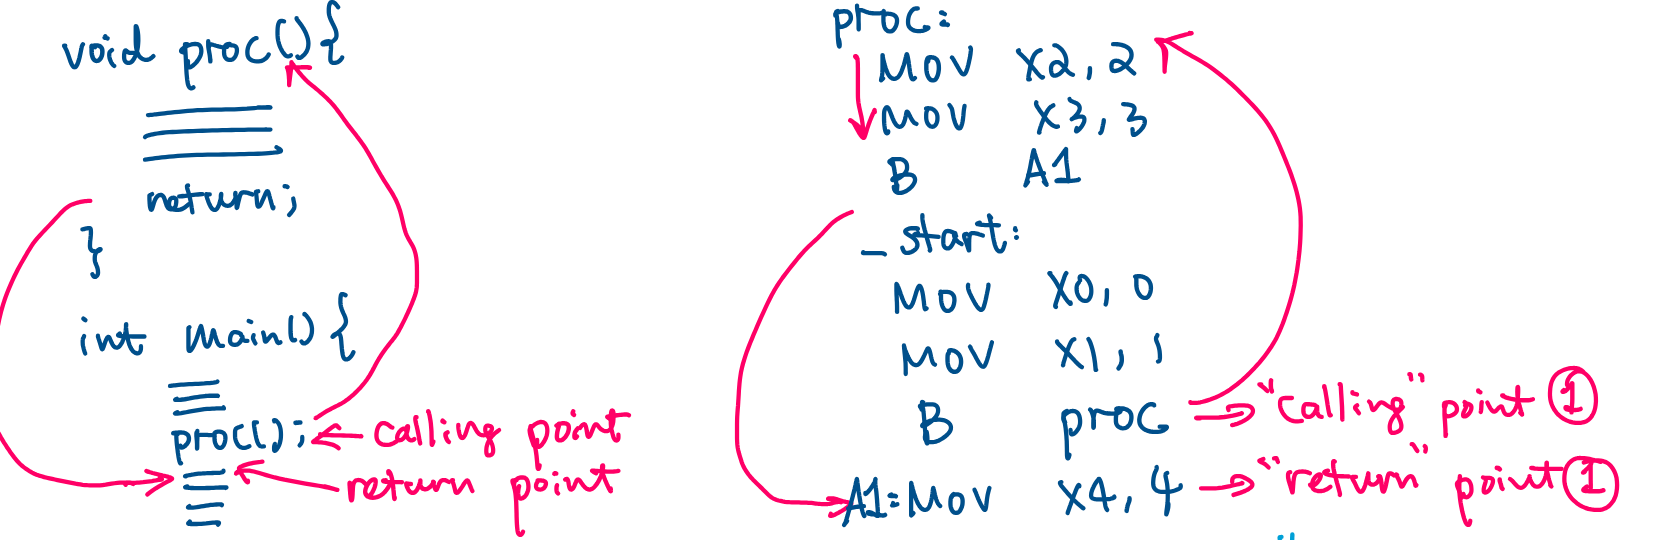 void proc(){
return;
}
int main(){
proc(); calling point
return point
proc:
MOV X2, 2
MOV X3, 3
B A1
_start:
MOV X0, 0
MOV X1, 1
B proc "calling" point ①
A1: MOV X4, 4 "return" point ①